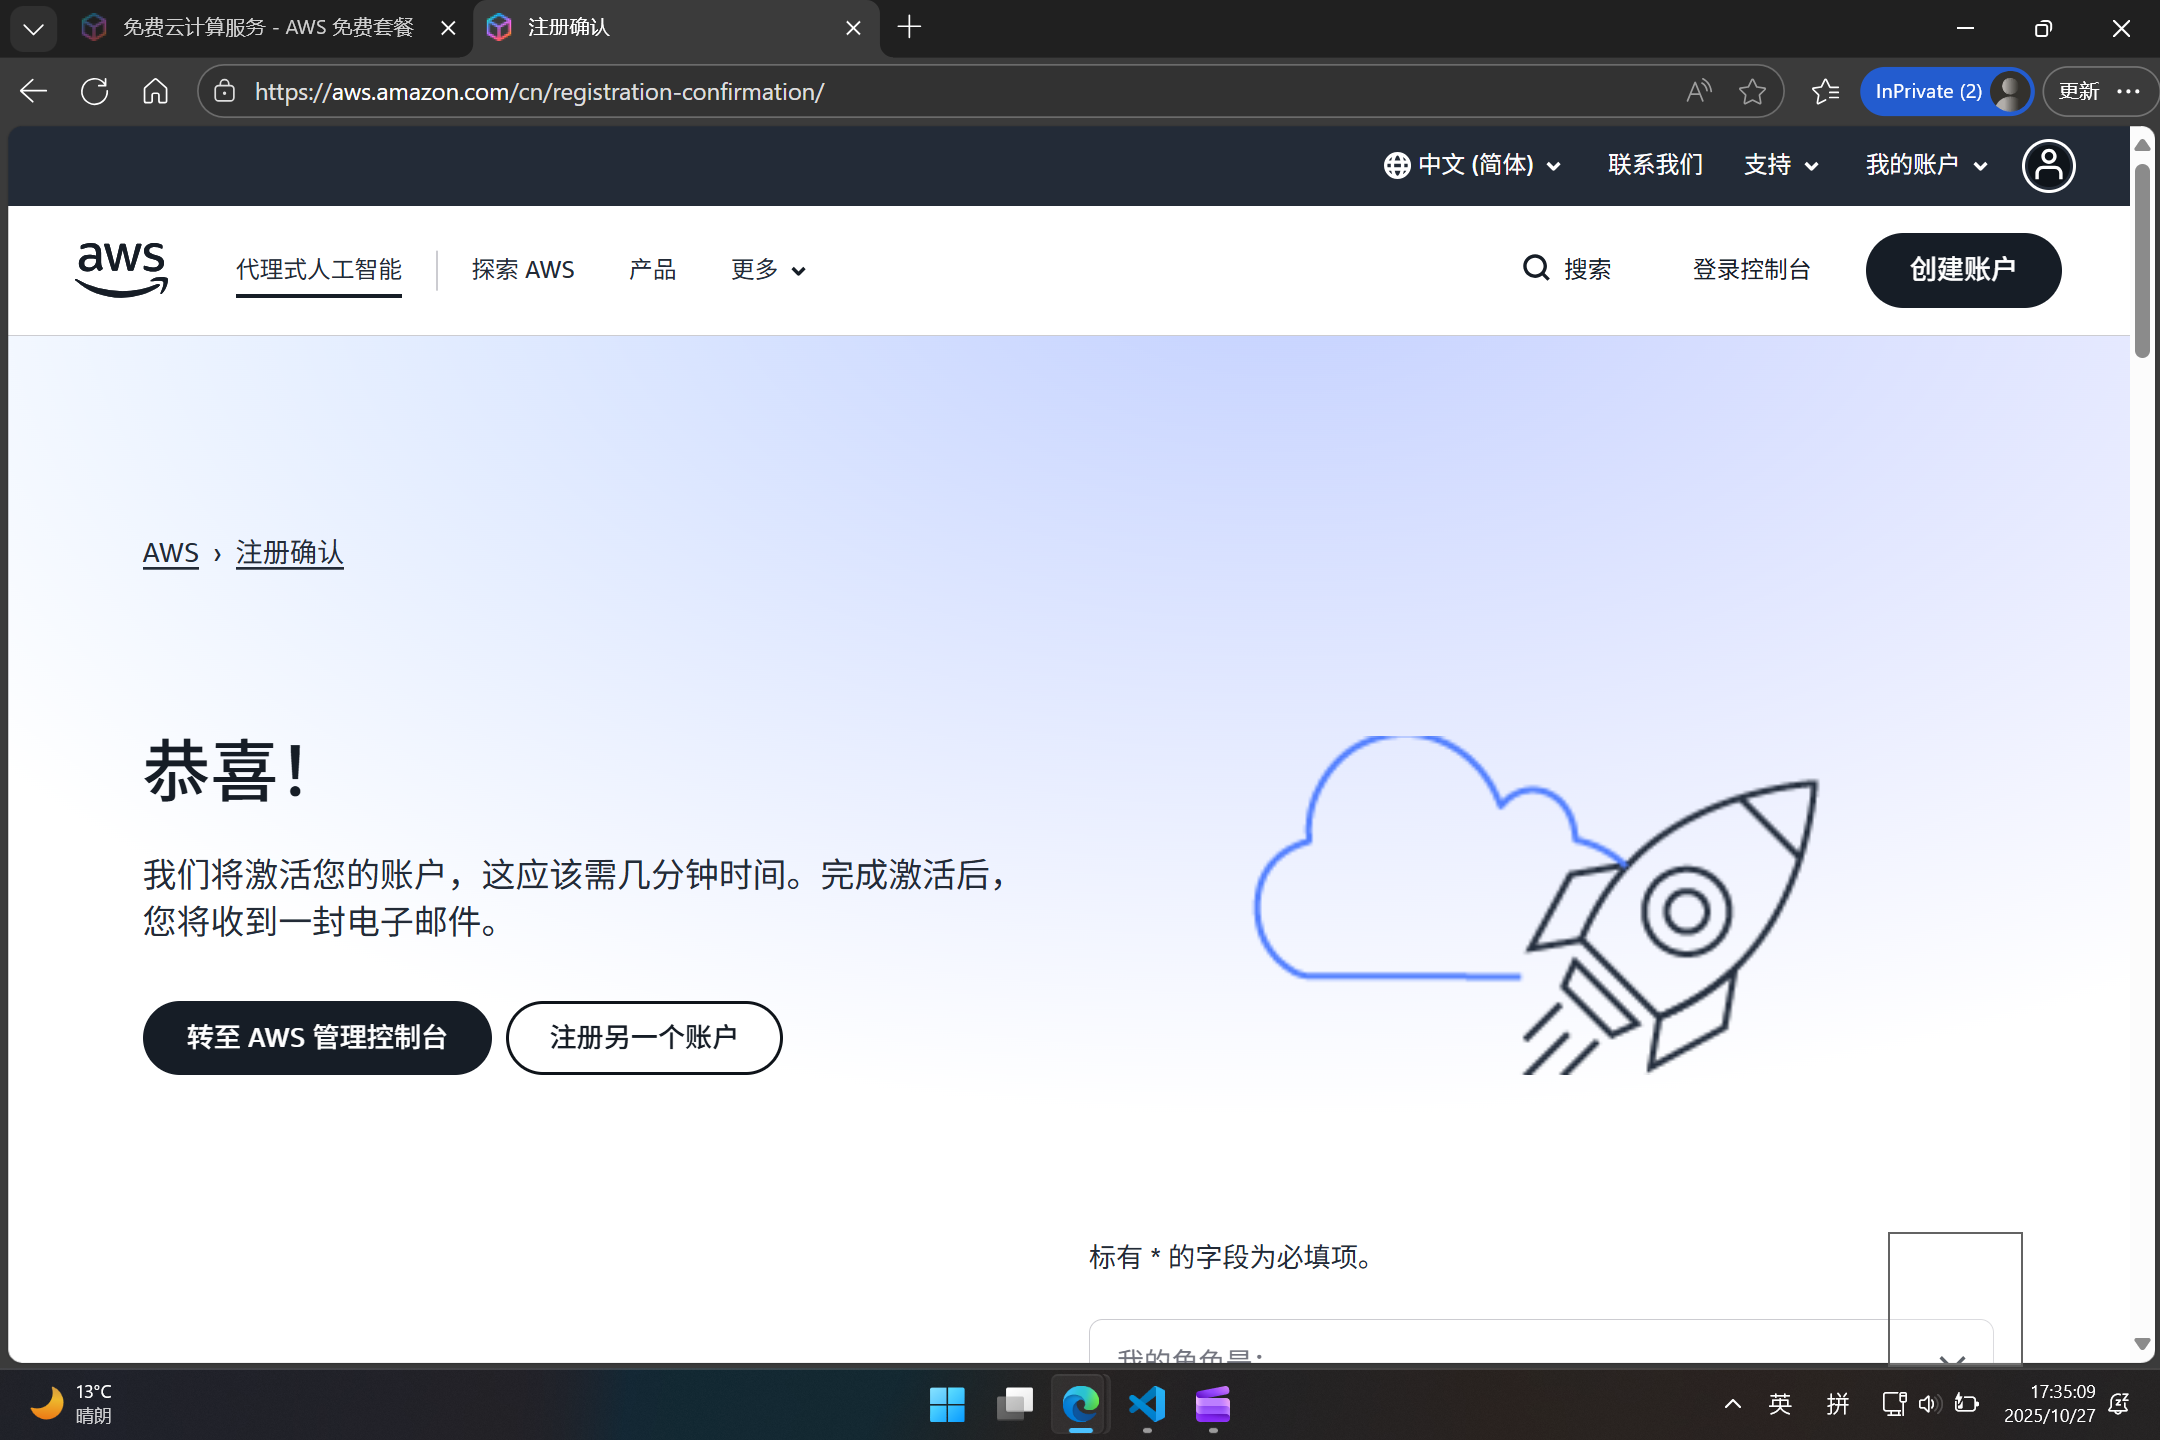 免费云计算服务 - AWS 免费套餐
注册确认
https://aws.amazon.com/cn/registration-confirmation/
InPrivate (2)
更新
中文 (简体)
联系我们
支持
我的账户
aws
代理式人工智能
探索 AWS
产品
更多
搜索
登录控制台
创建账户
AWS › 注册确认
恭喜！
我们将激活您的账户，这应该需几分钟时间。完成激活后，
您将收到一封电子邮件。
转至 AWS 管理控制台
注册另一个账户
标有 * 的字段为必填项。
我的角色是：
13°C
晴朗
英
拼
17:35:09
2025/10/27